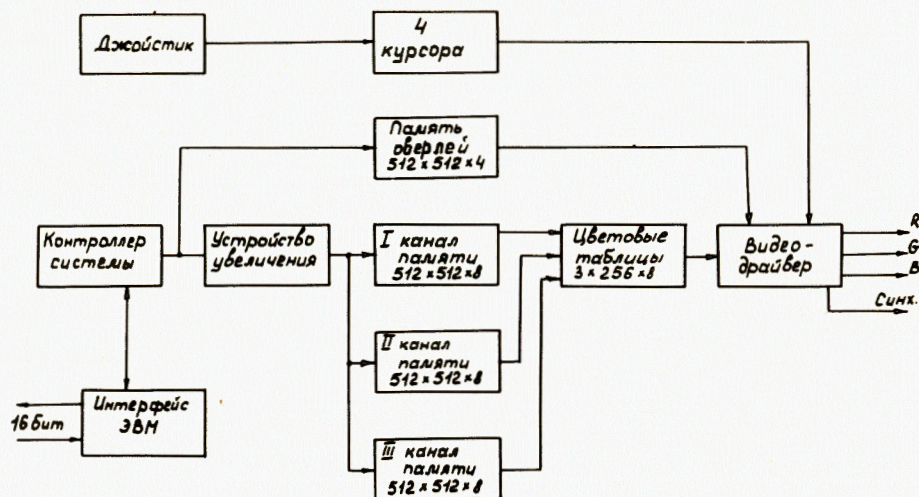 Джойстик
4
курсора
Память
оверлей
512×512×4
Контроллер
системы
Устройство
увеличения
I канал
памяти
512×512×8
Цветовые
таблицы
3×256×8
Видео-
драйвер
R
G
B
Синх.
II канал
памяти
512×512×8
16 бит
Интерфейс
ЭВМ
III канал
памяти
512×512×8